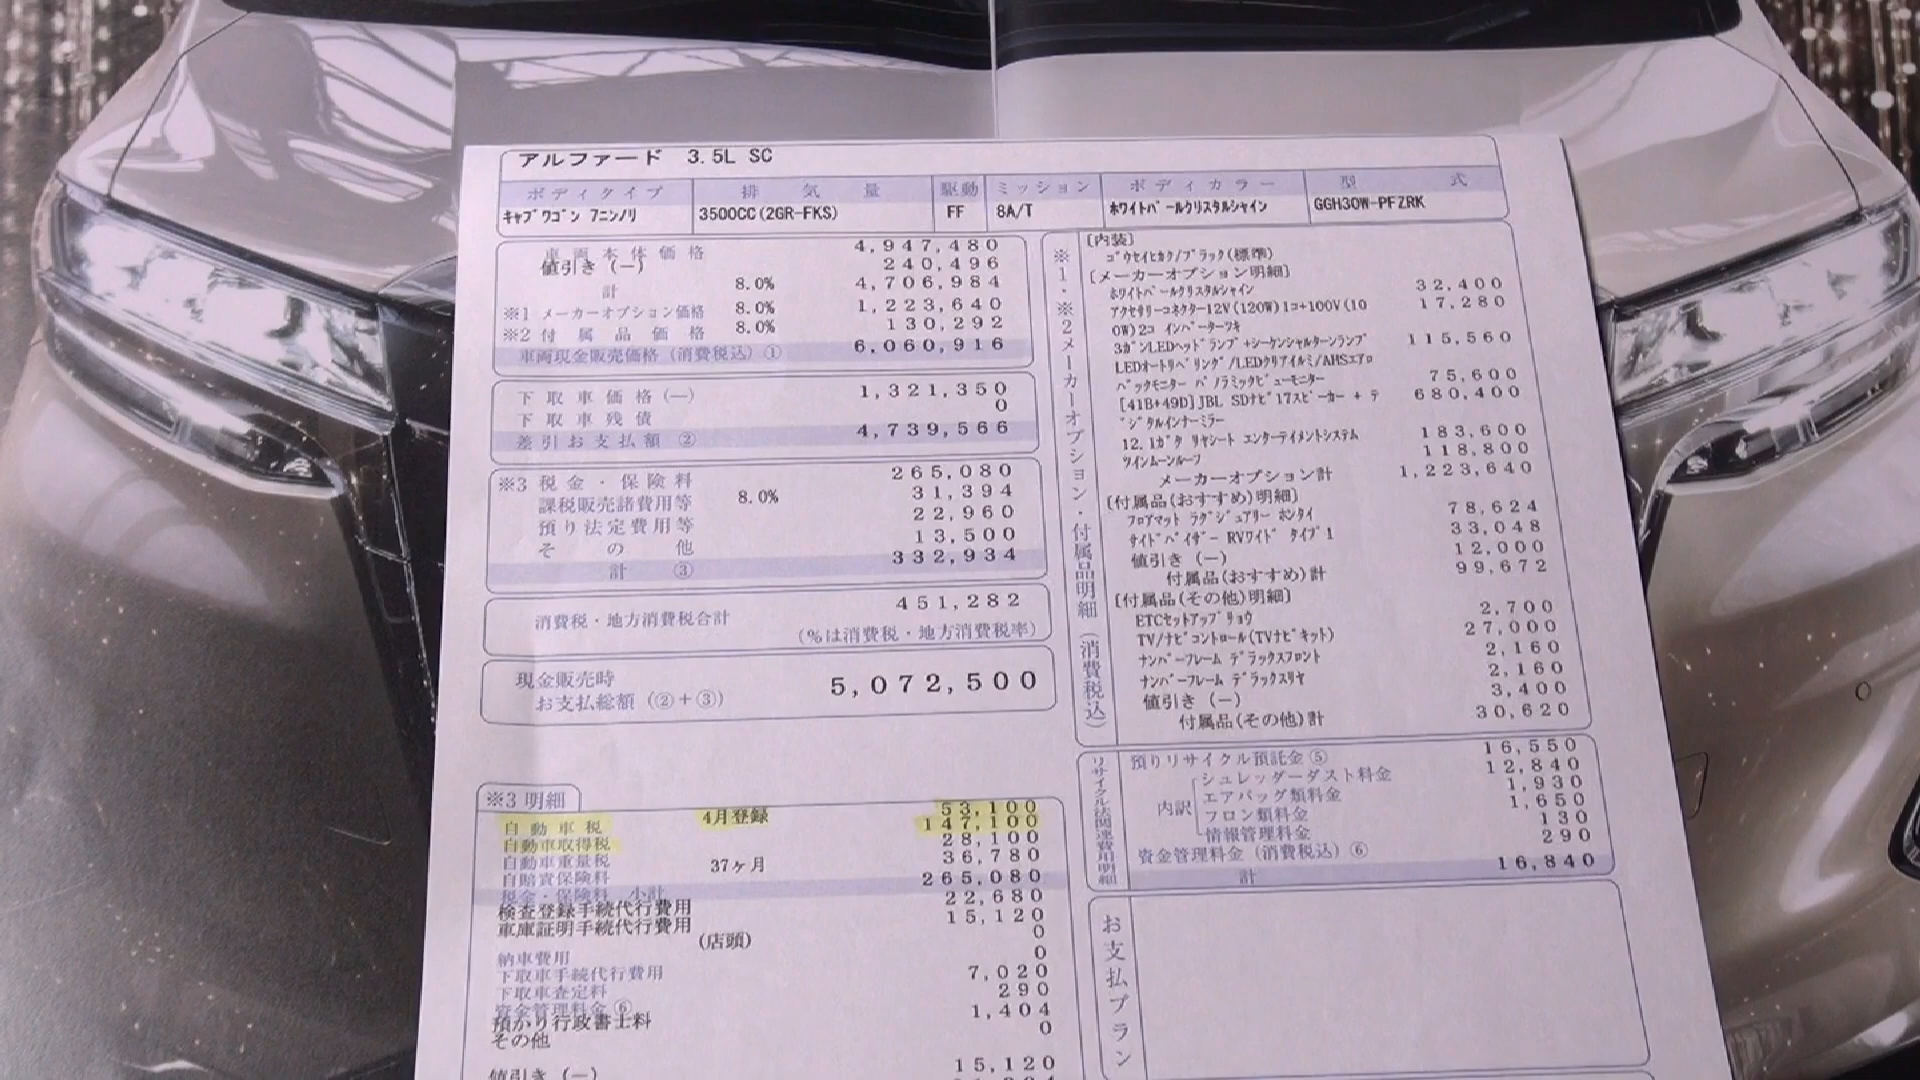 アルファード 3.5L SC
ボディタイプ 排気量 駆動 ミッション ボディカラー 型式
ｷｬﾌﾞﾜｺﾞﾝ 7ﾆﾝﾉﾘ 3500CC(2GR-FKS) FF 8A/T ﾎﾜｲﾄﾊﾟｰﾙｸﾘｽﾀﾙｼｬｲﾝ GGH30W-PFZRK
車両本体価格 4,947,480
値引き (－) 240,496
計 8.0% 4,706,984
※1 メーカーオプション価格 8.0% 1,223,640
※2 付属品価格 8.0% 130,292
車両現金販売価格 (消費税込) ① 6,060,916
下取車価格 (－) 1,321,350
下取車残債 0
差引お支払額 ② 4,739,566
※3 税金・保険料 265,080
課税販売諸費用等 8.0% 31,394
預り法定費用等 22,960
その他 13,500
計 ③ 332,934
消費税・地方消費税合計 451,282
(%は消費税・地方消費税率)
現金販売時
お支払総額 (②+③) 5,072,500
※3 明細
自動車税 4月登録 53,100
自動車取得税 147,100
自動車重量税 28,100
自賠責保険料 37ヶ月 36,780
税金・保険料 小計 265,080
検査登録手続代行費用 22,680
車庫証明手続代行費用 15,120
(店頭) 0
納車費用 0
下取車手続代行費用 7,020
下取車査定料 290
資金管理料金 ⑥ 1,404
預かり行政書士料 0
その他
15,120
値引き (－)
※1・※2メーカーオプション・付属品明細(消費税込)
[内装]
ｺﾞｳｾｲﾋｶｸ/ﾌﾞﾗｯｸ(標準)
[メーカーオプション明細]
ﾎﾜｲﾄﾊﾟｰﾙｸﾘｽﾀﾙｼｬｲﾝ 32,400
ｱｸｾｻﾘｰｺﾈｸﾀｰ12V(120W)1ｺ+100V(10 17,280
0W)2ｺ ｲﾝﾊﾞｰﾀｰﾂｷ
3ｶﾞﾝLEDﾍｯﾄﾞﾗﾝﾌﾟ+ｼｰｹﾝｼｬﾙﾀｰﾝﾗﾝﾌﾟ 115,560
LEDｵｰﾄﾘﾍﾞﾘﾝｸﾞ/LEDｸﾘｱｲﾙﾐ/AHSｴｱﾛ
ﾊﾞｯｸﾓﾆﾀｰ ﾊﾟﾉﾗﾐｯｸﾋﾞｭｰﾓﾆﾀｰ 75,600
[41B+49D]JBL SDﾅﾋﾞ17ｽﾋﾟｰｶｰ + ﾃ 680,400
ﾞｼﾞﾀﾙｲﾝﾅｰﾐﾗｰ
12.1ｶﾞﾀ ﾘﾔｼｰﾄ ｴﾝﾀｰﾃｲﾒﾝﾄｼｽﾃﾑ 183,600
ﾂｲﾝﾑｰﾝﾙｰﾌ 118,800
メーカーオプション計 1,223,640
[付属品(おすすめ)明細]
ﾌﾛｱﾏｯﾄ ﾗｸﾞｼﾞｭｱﾘｰ ﾎﾝﾀｲ 78,624
ｻｲﾄﾞﾊﾞｲｻﾞｰ RVﾜｲﾄﾞ ﾀｲﾌﾟ1 33,048
値引き (－) 12,000
付属品(おすすめ)計 99,672
[付属品(その他)明細]
ETCｾｯﾄｱｯﾌﾟﾘｮｳ 2,700
TV/ﾅﾋﾞｺﾝﾄﾛｰﾙ(TVﾅﾋﾞｷｯﾄ) 27,000
ﾅﾝﾊﾞｰﾌﾚｰﾑ ﾃﾞﾗｯｸｽﾌﾛﾝﾄ 2,160
ﾅﾝﾊﾞｰﾌﾚｰﾑ ﾃﾞﾗｯｸｽﾘﾔ 2,160
値引き (－) 3,400
付属品(その他)計 30,620
リサイクル法関連費用明細
預りリサイクル預託金 ⑤ 16,550
内訳
シュレッダーダスト料金 12,840
エアバッグ類料金 1,930
フロン類料金 1,650
情報管理料金 130
資金管理料金 (消費税込) ⑥ 290
計 16,840
お支払プラン